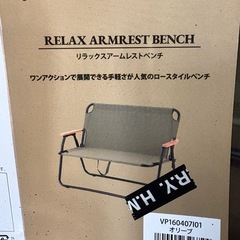 RELAX ARMREST BENCH
リラックスアームレストベンチ
ワンアクションで展開できる手軽さが人気のロースタイルベンチ
RY. H.M
VP160407I01
オリーブ